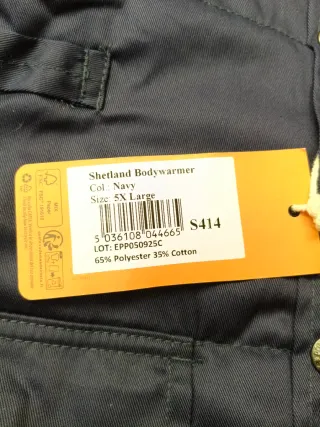 Shetland Bodywarmer
Col: Navy
Size: 5X Large
5 036108 044665
S414
LOT: EPP050925C
65% Polyester 35% Cotton